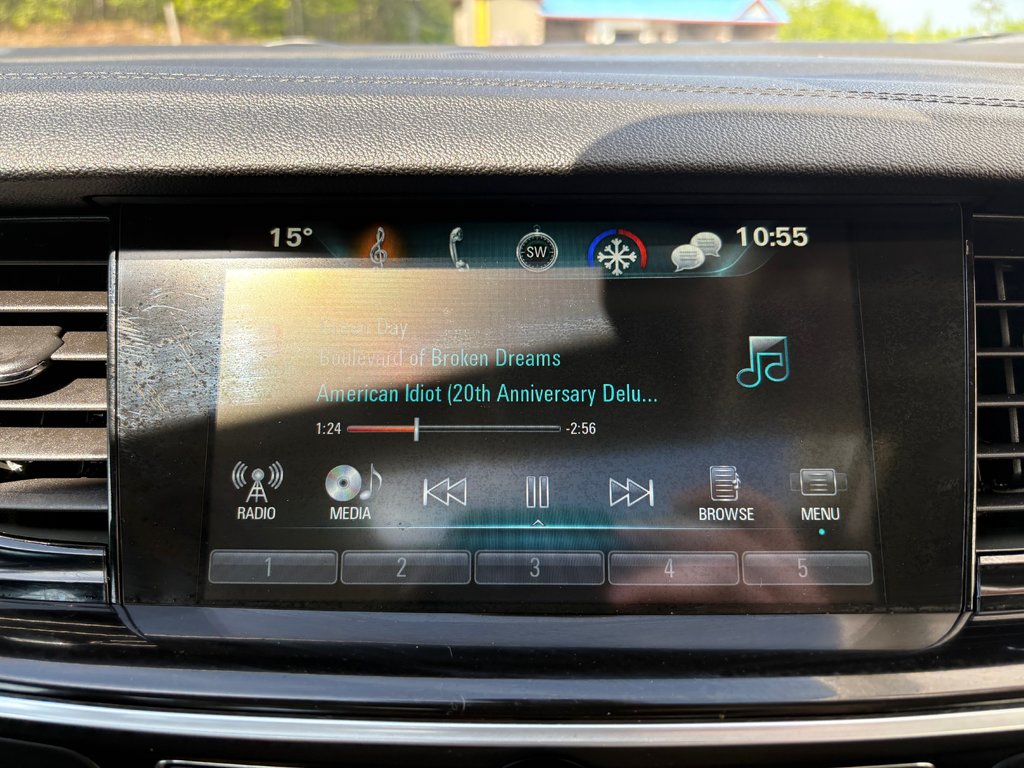 15°
SW
10:55
Green Day
Boulevard of Broken Dreams
American Idiot (20th Anniversary Delu...
1:24 -2:56
RADIO MEDIA BROWSE MENU
1 2 3 4 5